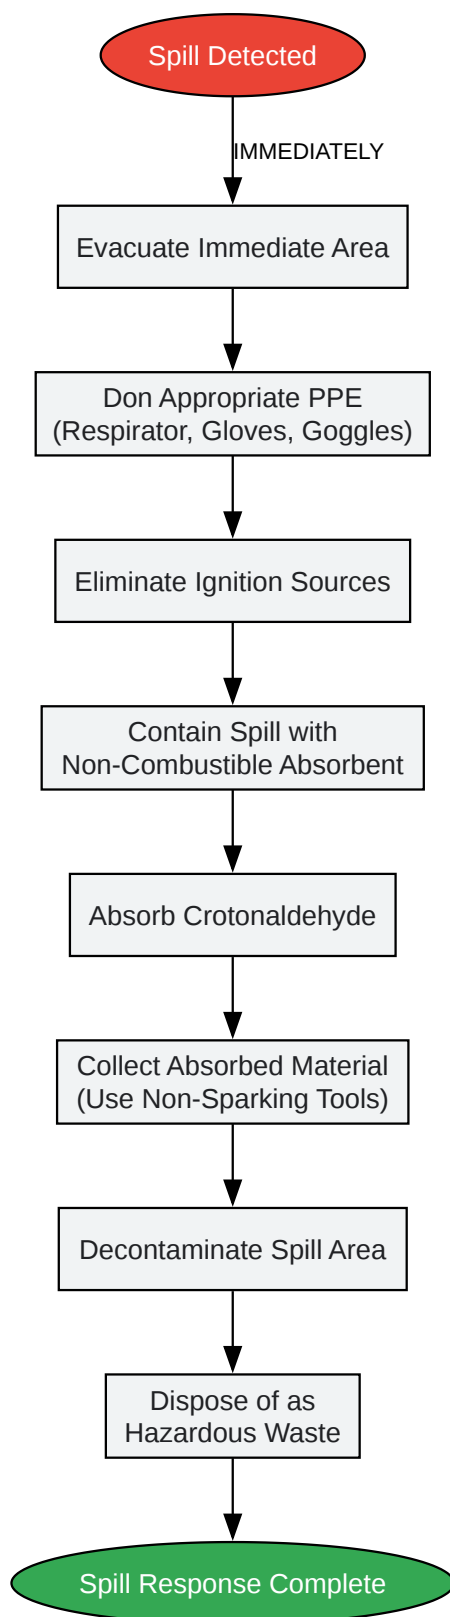 Spill Detected
IMMEDIATELY
Evacuate Immediate Area
Don Appropriate PPE
(Respirator, Gloves, Goggles)
Eliminate Ignition Sources
Contain Spill with
Non-Combustible Absorbent
Absorb Crotonaldehyde
Collect Absorbed Material
(Use Non-Sparking Tools)
Decontaminate Spill Area
Dispose of as
Hazardous Waste
Spill Response Complete